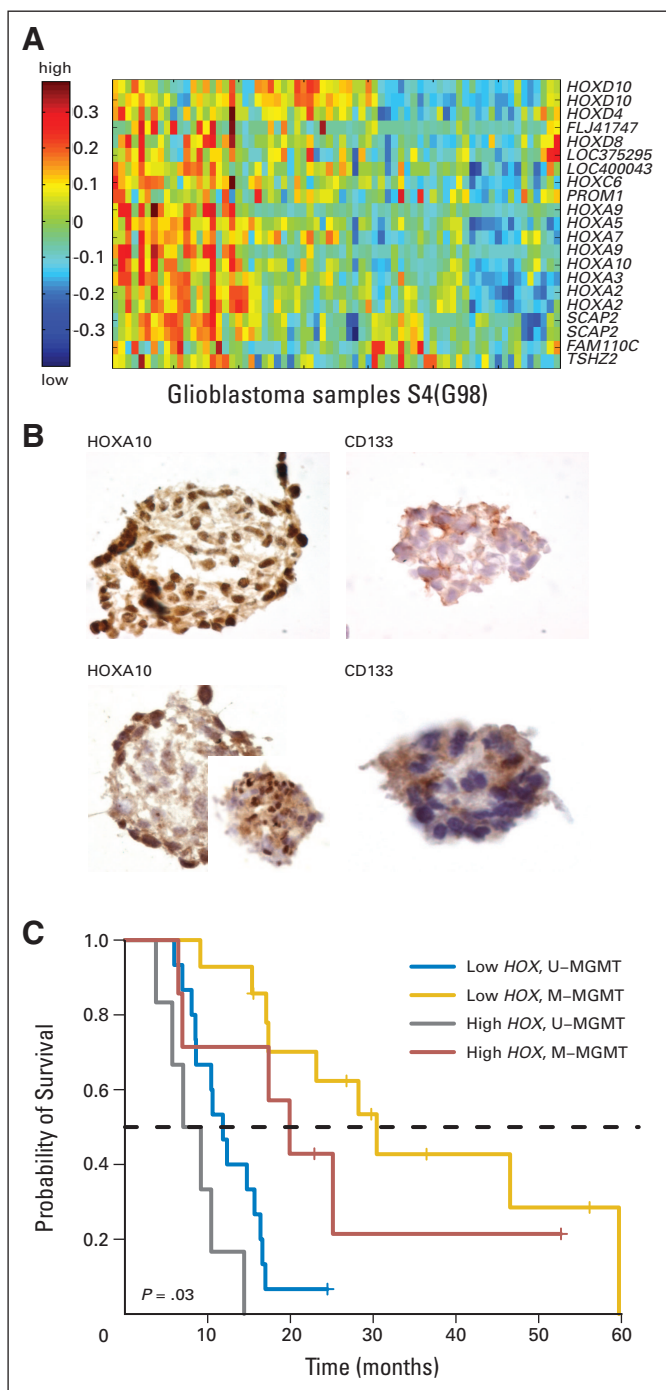 A
high
0.3
0.2
0.1
0
-0.1
-0.2
-0.3
low
HOXD10
HOXD10
HOXD4
FLJ41747
HOXD8
LOC375295
LOC400043
HOXC6
PROM1
HOXA9
HOXA5
HOXA7
HOXA9
HOXA10
HOXA3
HOXA2
HOXA2
SCAP2
SCAP2
FAM110C
TSHZ2
Glioblastoma samples S4(G98)
B
HOXA10
CD133
HOXA10
CD133
C
Probability of Survival
1.0
0.8
0.6
0.4
0.2
0
10
20
30
40
50
60
Time (months)
Low HOX, U–MGMT
Low HOX, M–MGMT
High HOX, U–MGMT
High HOX, M–MGMT
P = .03